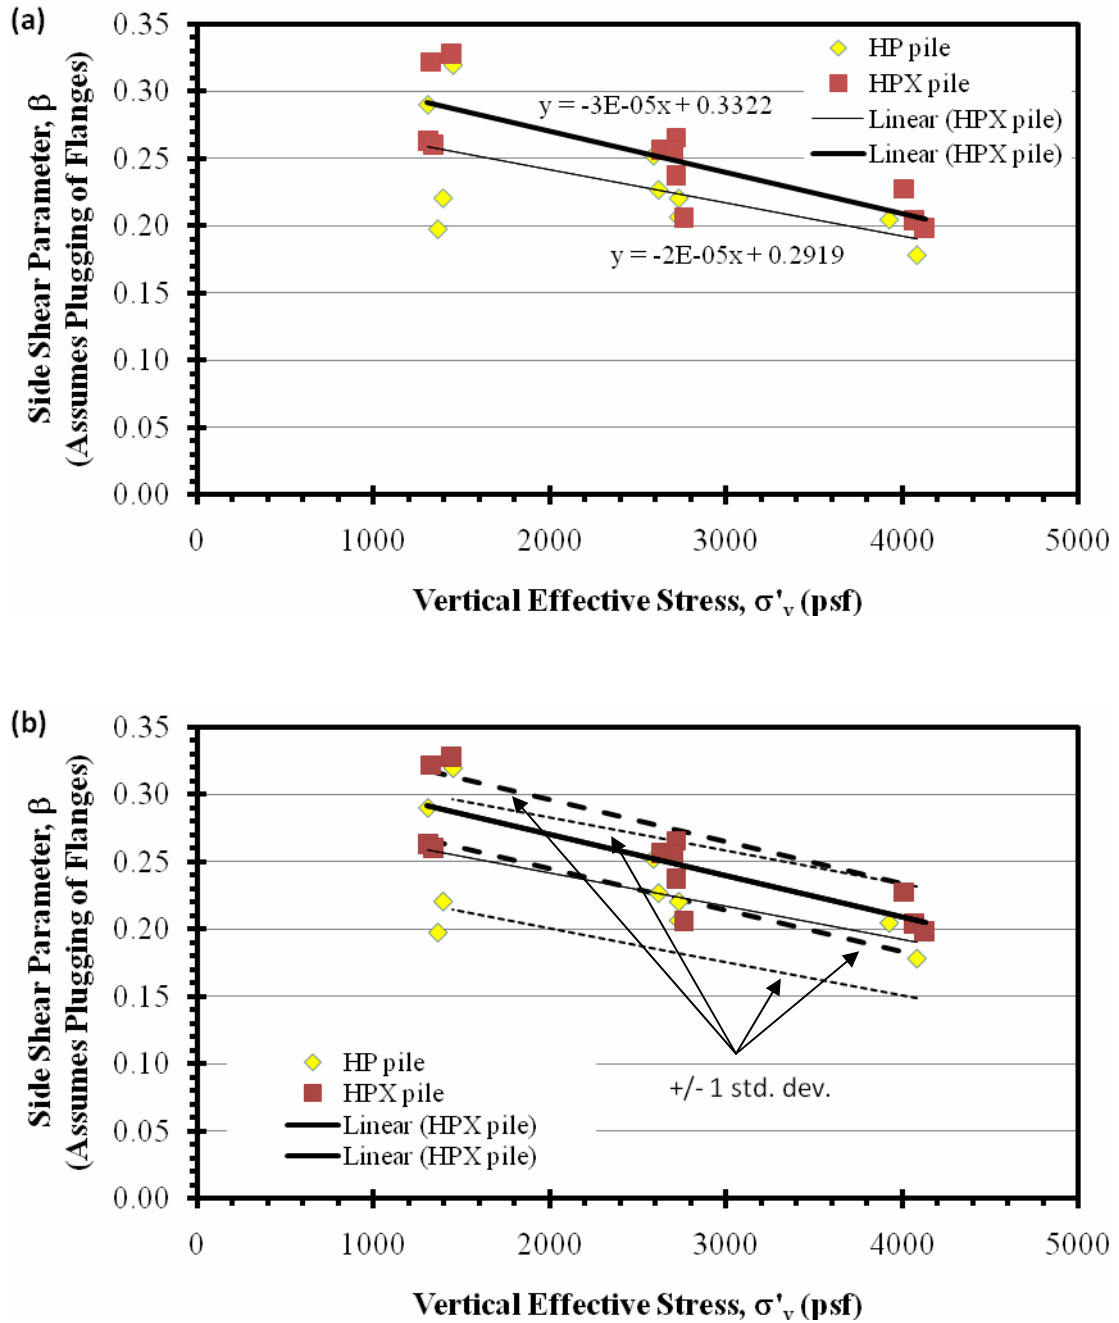 (a)
Side Shear Parameter, β
(Assumes Plugging of Flanges)
0.35
0.30
0.25
0.20
0.15
0.10
0.05
0.00
HP pile
HPX pile
Linear (HPX pile)
Linear (HPX pile)
y = -3E-05x + 0.3322
y = -2E-05x + 0.2919
0 1000 2000 3000 4000 5000
Vertical Effective Stress, σ'v (psf)
(b)
Side Shear Parameter, β
(Assumes Plugging of Flanges)
0.35
0.30
0.25
0.20
0.15
0.10
0.05
0.00
HP pile
HPX pile
Linear (HPX pile)
Linear (HPX pile)
+/- 1 std. dev.
0 1000 2000 3000 4000 5000
Vertical Effective Stress, σ'v (psf)